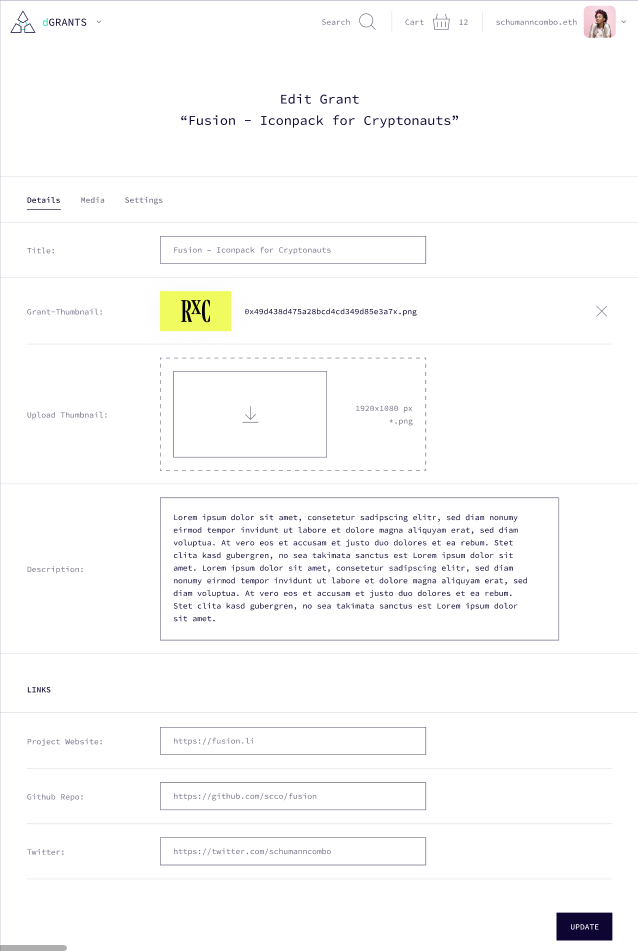 dGRANTS
Search
Cart
12
schumanncombo.eth
Edit Grant
“Fusion - Iconpack for Cryptonauts”
Details
Media
Settings
Title:
Fusion – Iconpack for Cryptonauts
Grant-Thumbnail:
RXC
0x49d438d475a28bcd4cd349d85e3a7x.png
Upload Thumbnail:
1920x1080 px
*.png
Description:
Lorem ipsum dolor sit amet, consetetur sadipscing elitr, sed diam nonumy
eirmod tempor invidunt ut labore et dolore magna aliquyam erat, sed diam
voluptua. At vero eos et accusam et justo duo dolores et ea rebum. Stet
clita kasd gubergren, no sea takimata sanctus est Lorem ipsum dolor sit
amet. Lorem ipsum dolor sit amet, consetetur sadipscing elitr, sed diam
nonumy eirmod tempor invidunt ut labore et dolore magna aliquyam erat, sed
diam voluptua. At vero eos et accusam et justo duo dolores et ea rebum.
Stet clita kasd gubergren, no sea takimata sanctus est Lorem ipsum dolor
sit amet.
LINKS
Project Website:
https://fusion.li
Github Repo:
https://github.com/scco/fusion
Twitter:
https://twitter.com/schumanncombo
UPDATE